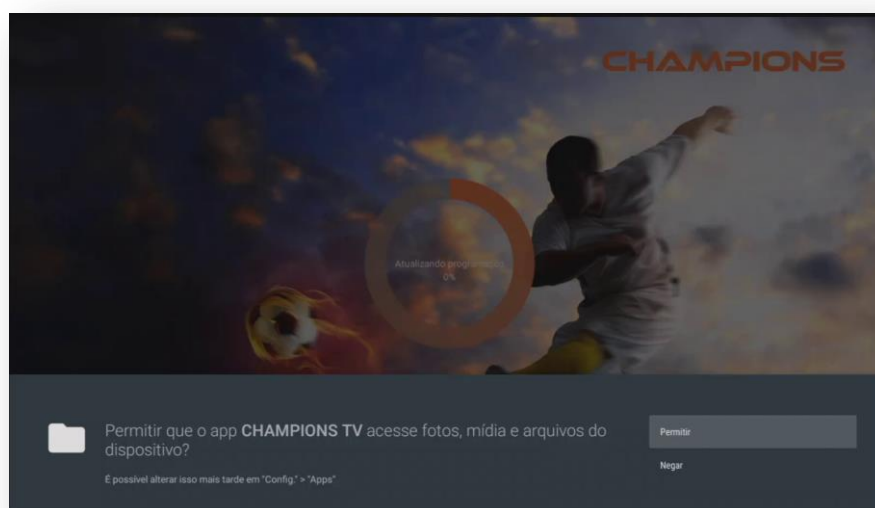 CHAMPIONS
Atualizando programação
0%
Permitir que o app CHAMPIONS TV acesse fotos, mídia e arquivos do
dispositivo?
É possível alterar isso mais tarde em "Config." > "Apps"
Permitir
Negar